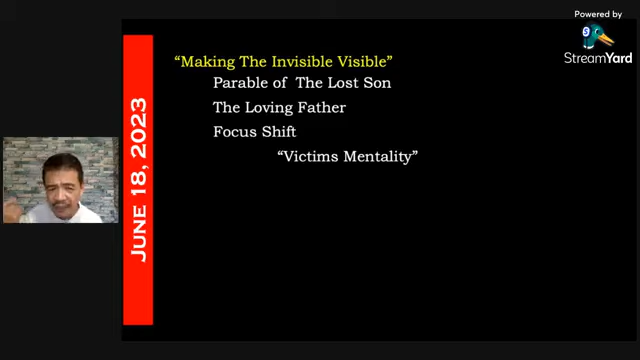 Powered by
StreamYard
“Making The Invisible Visible”
Parable of The Lost Son
The Loving Father
Focus Shift
“Victims Mentality”
JUNE 18, 2023